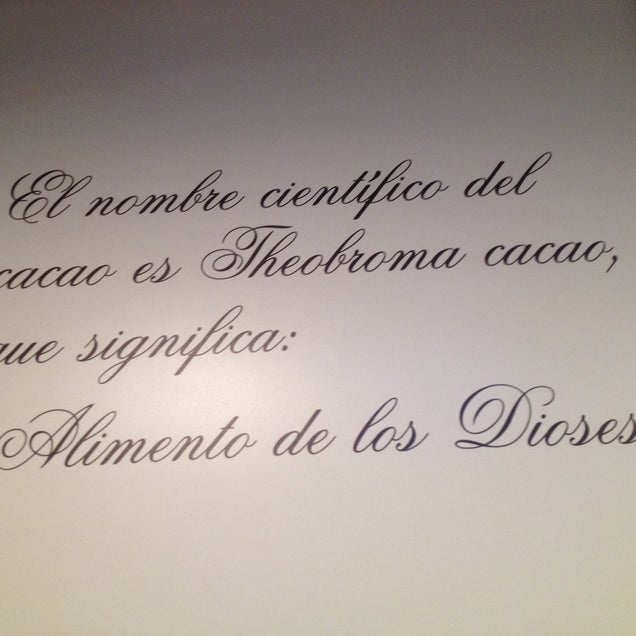 El nombre científico del
cacao es Theobroma cacao,
que significa:
Alimento de los Dioses